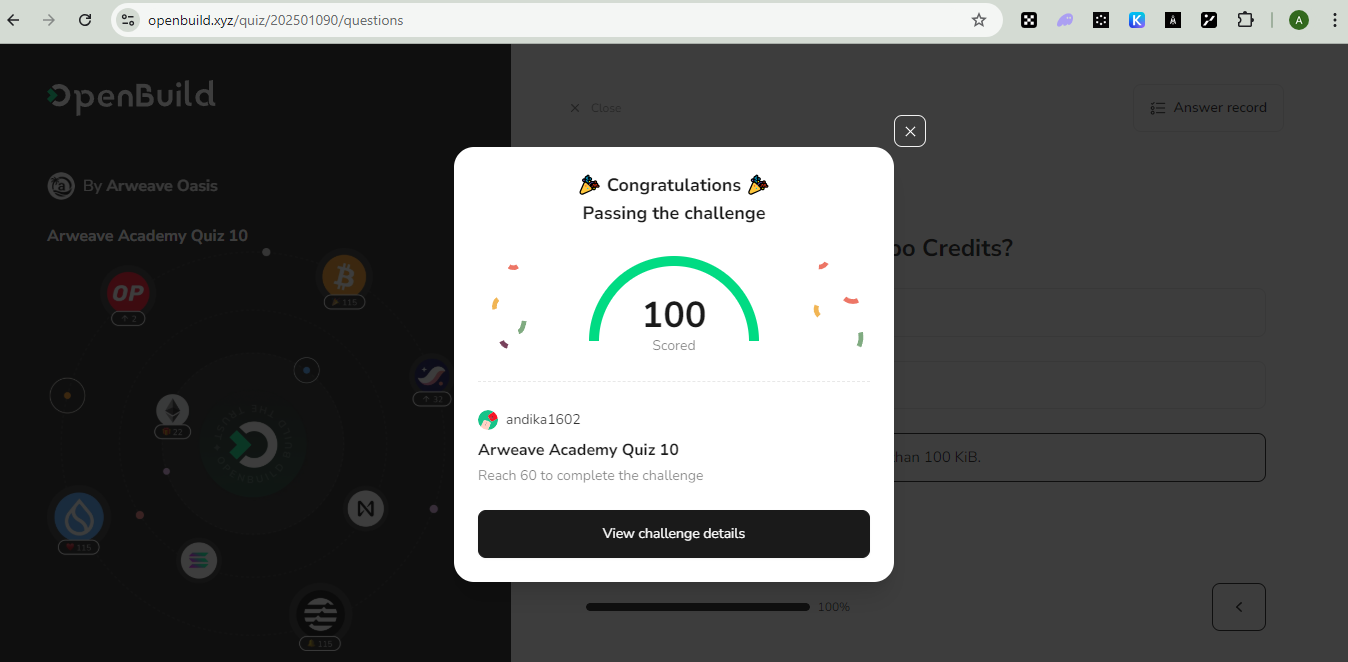 openbuild.xyz/quiz/202501090/questions
A
OpenBuild
Close
Answer record
By Arweave Oasis
Arweave Academy Quiz 10
Congratulations
Passing the challenge
100
Scored
andika1602
Arweave Academy Quiz 10
Reach 60 to complete the challenge
View challenge details
Credits?
han 100 KiB.
100%
OP
2
115
32
22
115
115